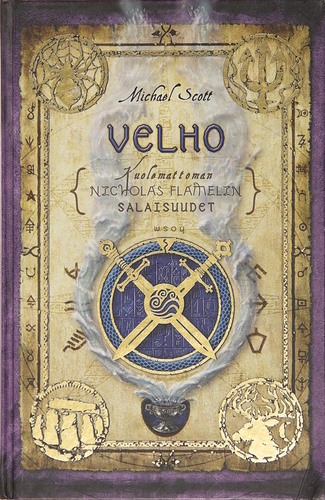 Michael Scott
VELHO
Kuolemattoman
NICHOLAS FLAMELIN
SALAISUUDET
WSOY